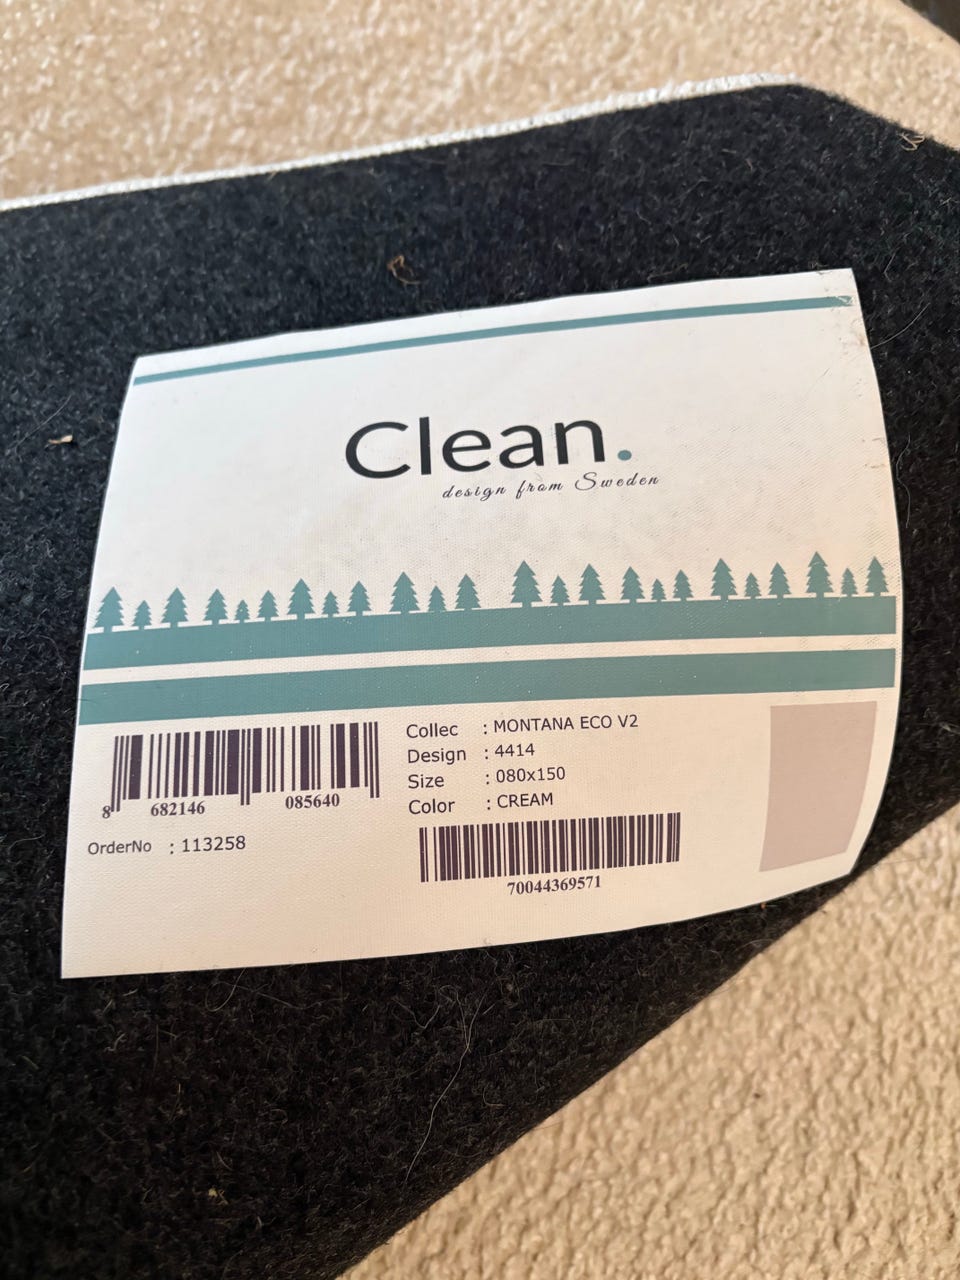 Clean.
design from Sweden
8 682146 085640
OrderNo : 113258
Collec : MONTANA ECO V2
Design : 4414
Size : 080x150
Color : CREAM
70044369571